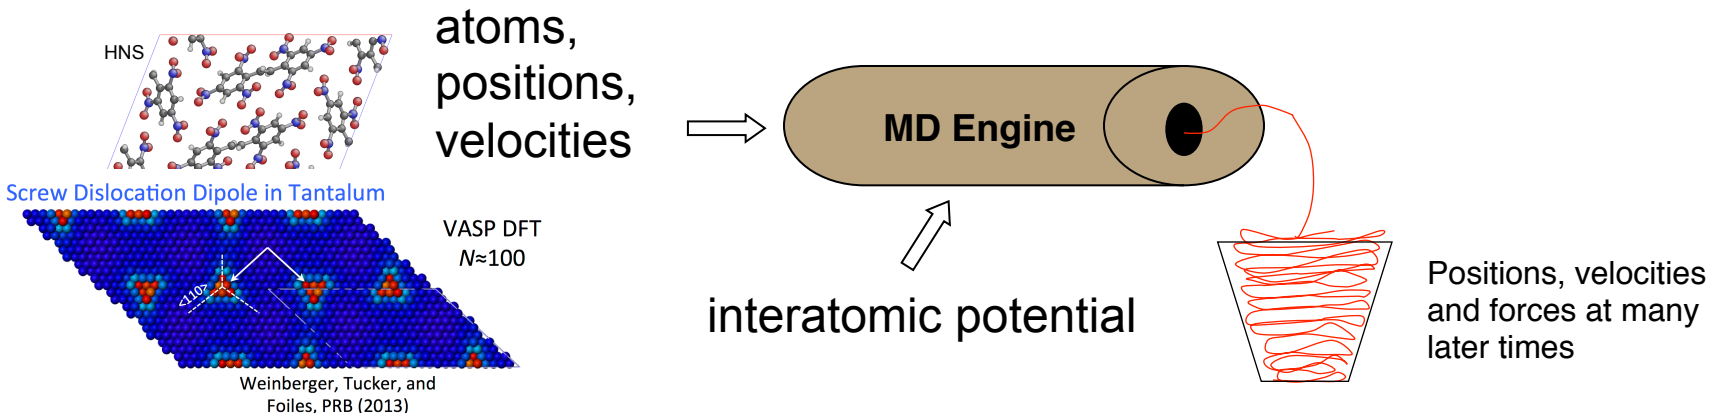 HNS
atoms,
positions,
velocities
Screw Dislocation Dipole in Tantalum
VASP DFT
N≈100
<110>
Weinberger, Tucker, and
Foiles, PRB (2013)
MD Engine
interatomic potential
Positions, velocities
and forces at many
later times